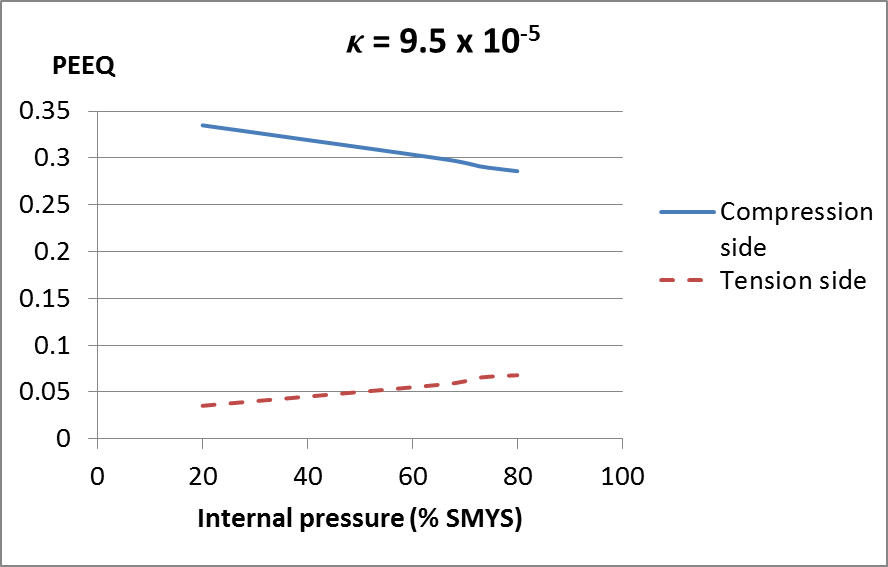 κ = 9.5 x 10⁻⁵
PEEQ
0.35
0.3
0.25
0.2
0.15
0.1
0.05
0
0 20 40 60 80 100
Internal pressure (% SMYS)
Compression
side
Tension side